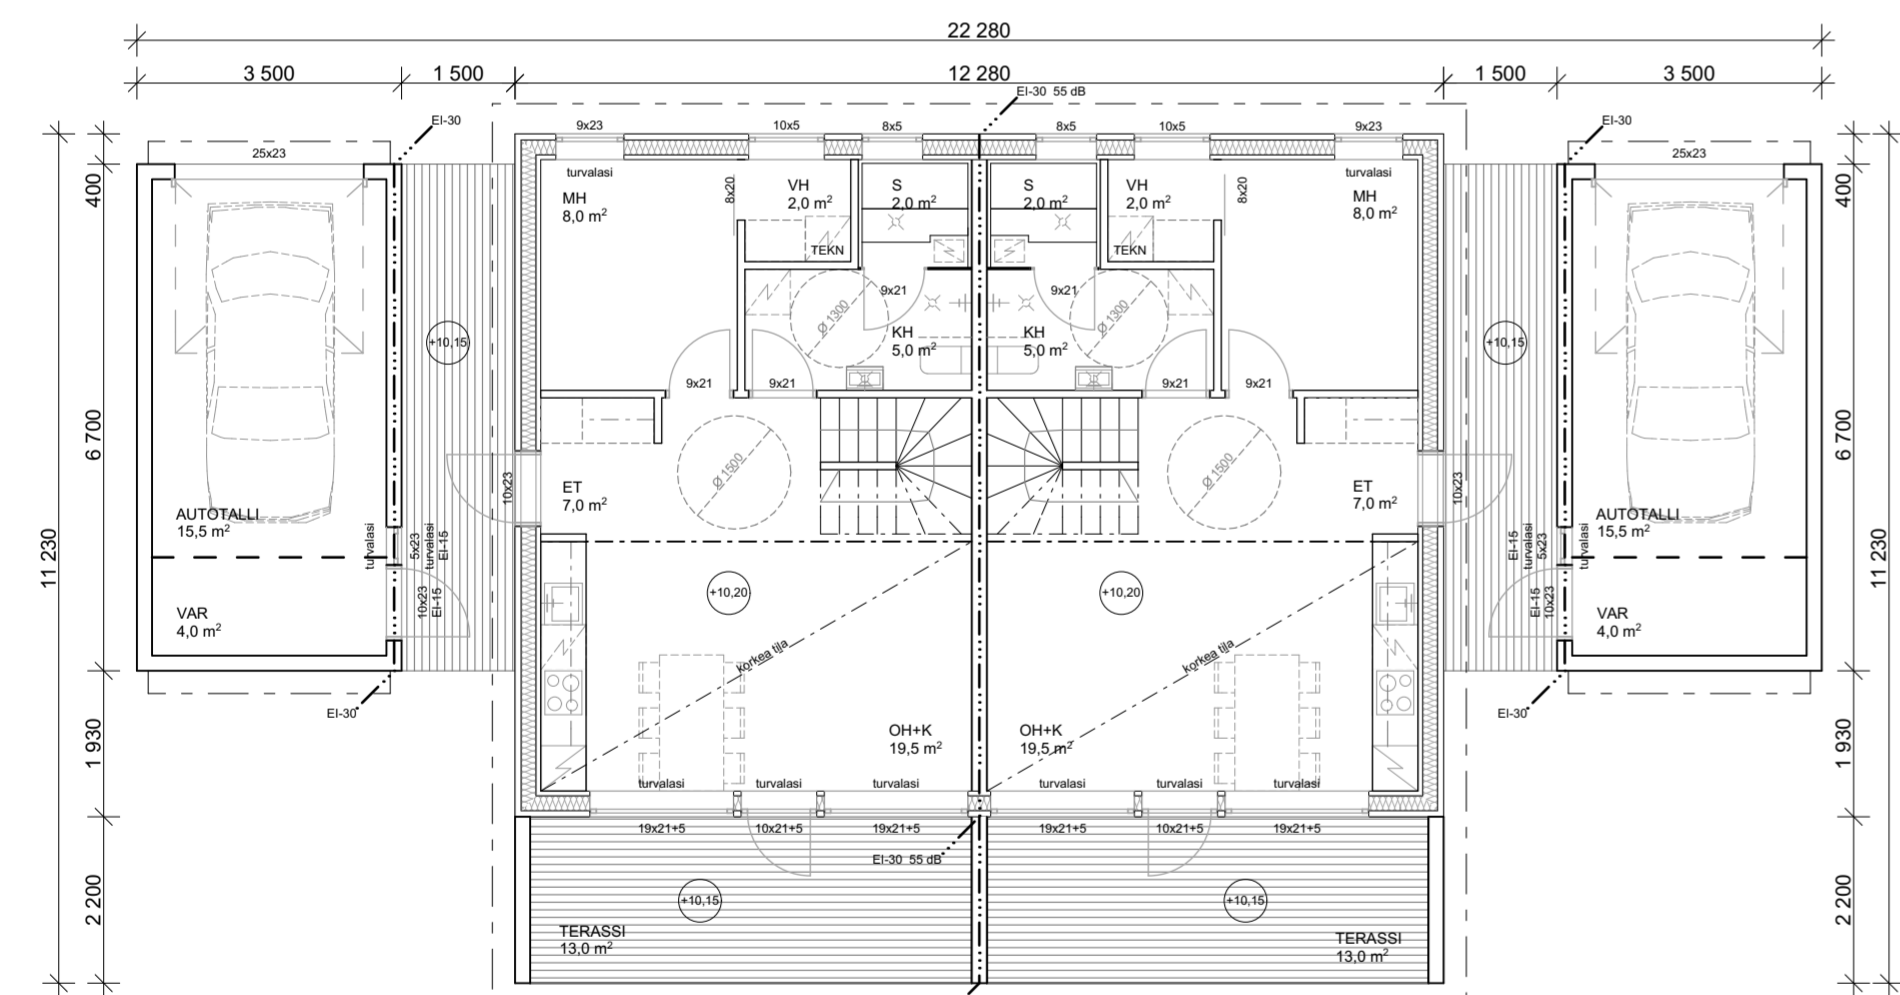 22 280
3 500
1 500
12 280
1 500
3 500
EI-30 55 dB
EI-30
EI-30
9x23
10x5
8x5
8x5
10x5
9x23
25x23
25x23
400
400
turvalasi
turvalasi
MH
8,0 m²
8x20
VH
2,0 m²
S
2,0 m²
S
2,0 m²
VH
2,0 m²
8x20
MH
8,0 m²
TEKN
TEKN
9x21
9x21
Ø 1300
Ø 1300
KH
5,0 m²
KH
5,0 m²
+10,15
+10,15
9x21
9x21
9x21
9x21
6 700
6 700
Ø 1500
Ø 1500
10x23
10x23
ET
7,0 m²
ET
7,0 m²
AUTOTALLI
15,5 m²
AUTOTALLI
15,5 m²
turvalasi
5x23
turvalasi
EI-15
EI-15
turvalasi
5x23
turvalasi
10x23
EI-15
EI-15
10x23
11 230
11 230
VAR
4,0 m²
VAR
4,0 m²
+10,20
+10,20
korkea tila
korkea tila
EI-30
EI-30
OH+K
19,5 m²
OH+K
19,5 m²
1 930
1 930
turvalasi
turvalasi
turvalasi
turvalasi
turvalasi
turvalasi
19x21+5
10x21+5
19x21+5
19x21+5
10x21+5
19x21+5
EI-30 55 dB
2 200
2 200
+10,15
+10,15
TERASSI
13,0 m²
TERASSI
13,0 m²